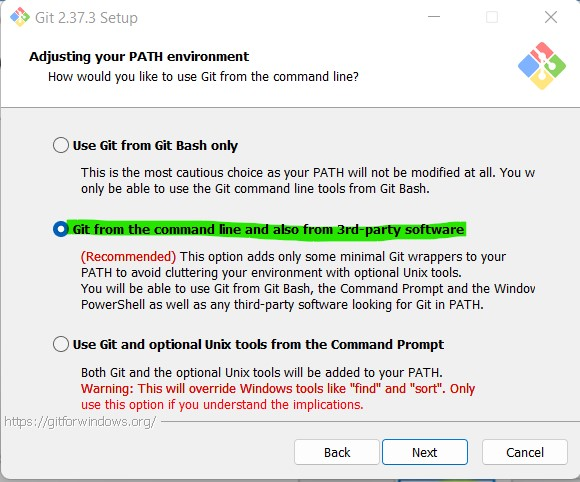 Git 2.37.3 Setup
Adjusting your PATH environment
How would you like to use Git from the command line?
Use Git from Git Bash only
This is the most cautious choice as your PATH will not be modified at all. You w
only be able to use the Git command line tools from Git Bash.
Git from the command line and also from 3rd-party software
(Recommended) This option adds only some minimal Git wrappers to your
PATH to avoid cluttering your environment with optional Unix tools.
You will be able to use Git from Git Bash, the Command Prompt and the Window
PowerShell as well as any third-party software looking for Git in PATH.
Use Git and optional Unix tools from the Command Prompt
Both Git and the optional Unix tools will be added to your PATH.
Warning: This will override Windows tools like "find" and "sort". Only
use this option if you understand the implications.
https://gitforwindows.org/
Back
Next
Cancel